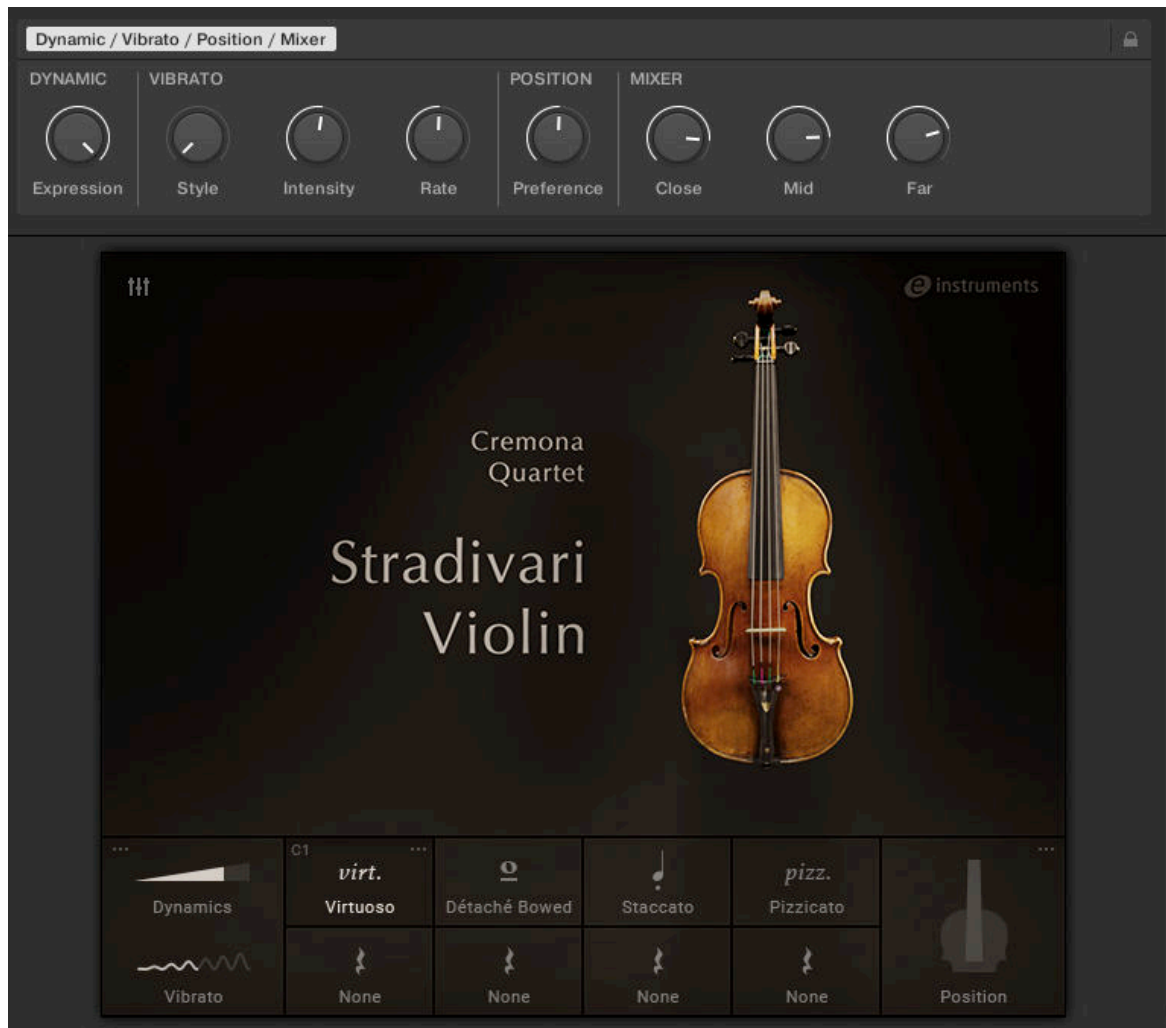 Dynamic / Vibrato / Position / Mixer
DYNAMIC VIBRATO POSITION MIXER
Expression Style Intensity Rate Preference Close Mid Far
e instruments
Cremona
Quartet
Stradivari
Violin
C1
virt. pizz.
Dynamics Virtuoso Détaché Bowed Staccato Pizzicato
Vibrato None None None None Position